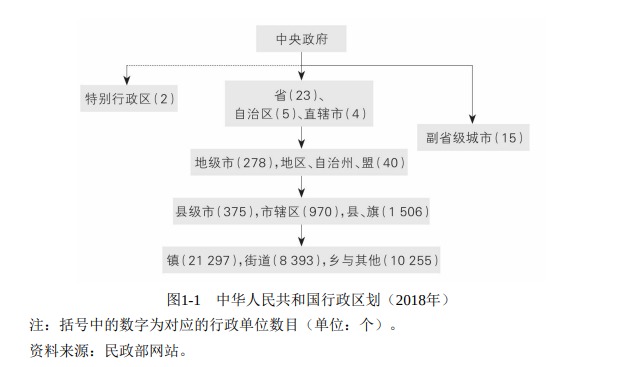 中央政府
特别行政区(2)
省(23)、
自治区(5)、直辖市(4)
副省级城市(15)
地级市(278),地区、自治州、盟(40)
县级市(375),市辖区(970),县、旗(1 506)
镇(21 297),街道(8 393),乡与其他(10 255)
图1-1 中华人民共和国行政区划（2018年）
注：括号中的数字为对应的行政单位数目（单位：个）。
资料来源：民政部网站。